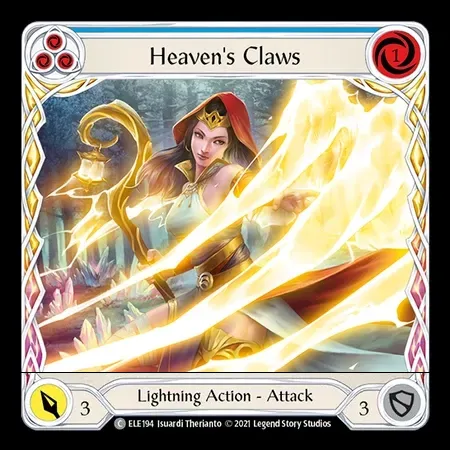 Heaven's Claws
1
Lightning Action - Attack
3
3
C ELE194 Isuardi Therianto © 2021 Legend Story Studios